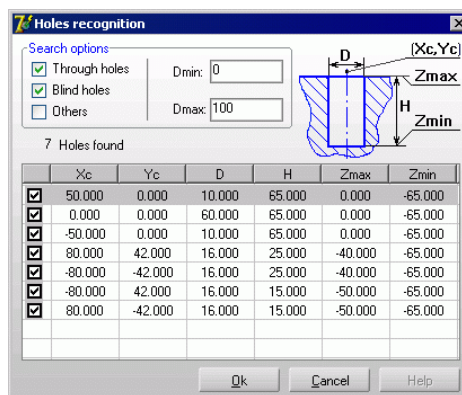 Holes recognition
Search options
Through holes
Blind holes
Others
Dmin: 0
Dmax: 100
7 Holes found
D
(Xc,Yc)
Zmax
H
Zmin
Xc Yc D H Zmax Zmin
50.000 0.000 10.000 65.000 0.000 -65.000
0.000 0.000 60.000 65.000 0.000 -65.000
-50.000 0.000 10.000 65.000 0.000 -65.000
80.000 42.000 16.000 25.000 -40.000 -65.000
-80.000 -42.000 16.000 25.000 -40.000 -65.000
-80.000 42.000 16.000 15.000 -50.000 -65.000
80.000 -42.000 16.000 15.000 -50.000 -65.000
Ok Cancel Help